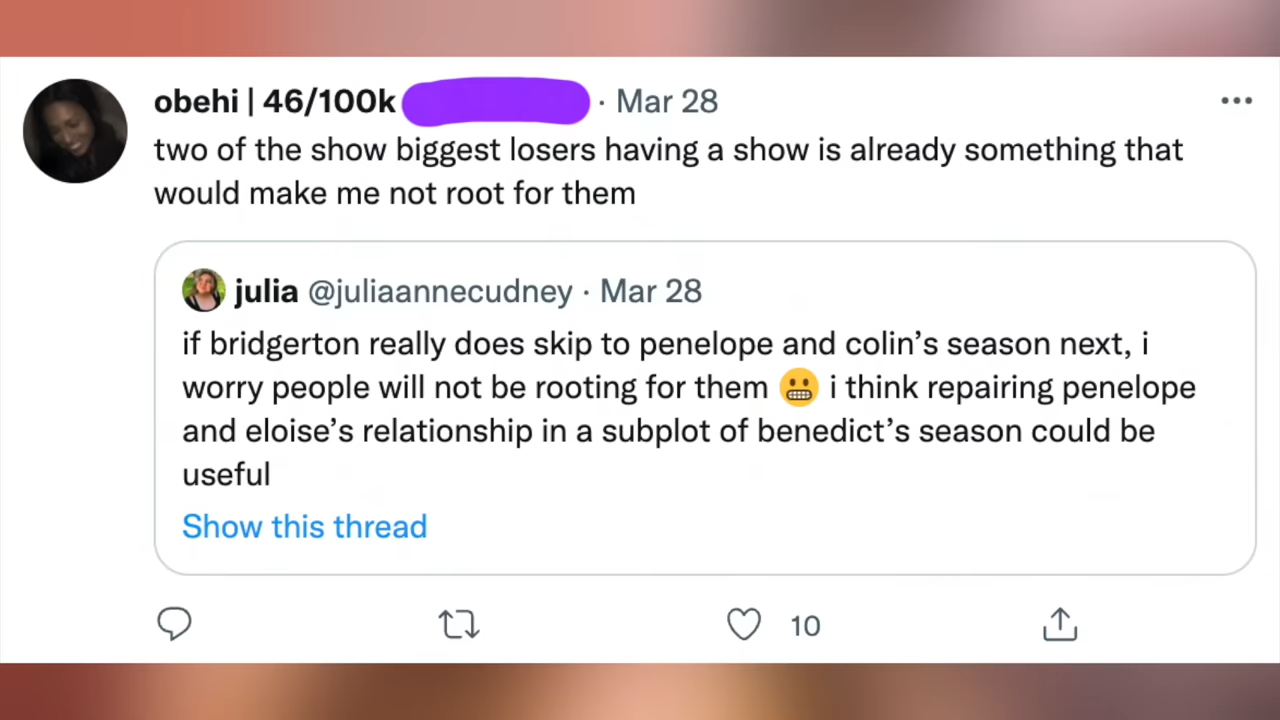 obehi | 46/100k · Mar 28
two of the show biggest losers having a show is already something that
would make me not root for them
julia @juliaannecudney · Mar 28
if bridgerton really does skip to penelope and colin's season next, i
worry people will not be rooting for them 😬 i think repairing penelope
and eloise's relationship in a subplot of benedict's season could be
useful
Show this thread
10